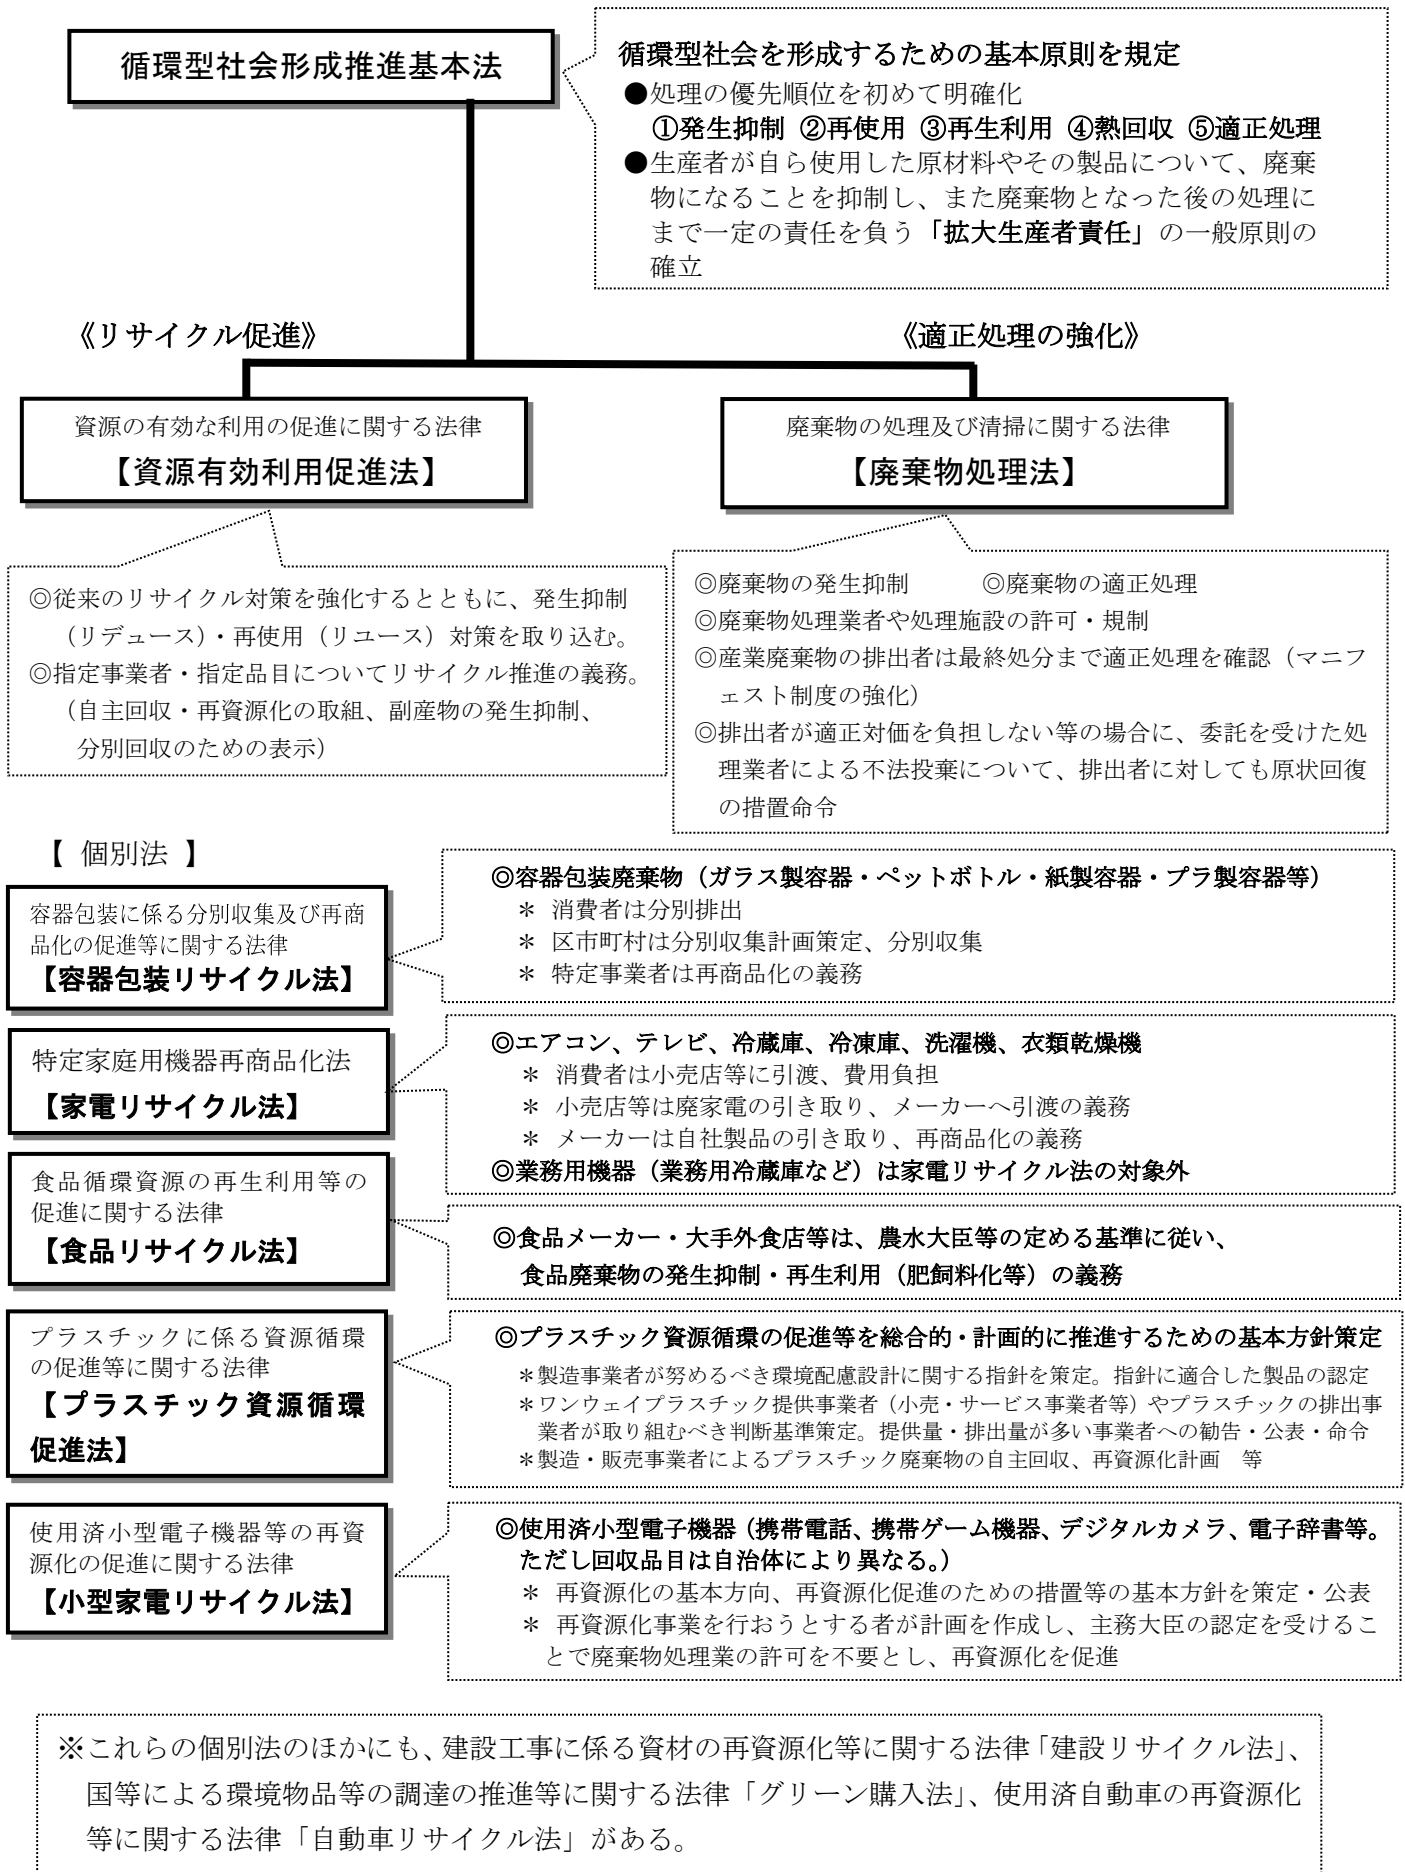 循環型社会形成推進基本法
循環型社会を形成するための基本原則を規定
●処理の優先順位を初めて明確化
①発生抑制 ②再使用 ③再生利用 ④熱回収 ⑤適正処理
●生産者が自ら使用した原材料やその製品について、廃棄
物になることを抑制し、また廃棄物となった後の処理に
まで一定の責任を負う「拡大生産者責任」の一般原則の
確立
《リサイクル促進》
《適正処理の強化》
資源の有効な利用の促進に関する法律
【資源有効利用促進法】
廃棄物の処理及び清掃に関する法律
【廃棄物処理法】
◎従来のリサイクル対策を強化するとともに、発生抑制
（リデュース）・再使用（リユース）対策を取り込む。
◎指定事業者・指定品目についてリサイクル推進の義務。
（自主回収・再資源化の取組、副産物の発生抑制、
分別回収のための表示）
◎廃棄物の発生抑制 ◎廃棄物の適正処理
◎廃棄物処理業者や処理施設の許可・規制
◎産業廃棄物の排出者は最終処分まで適正処理を確認（マニフ
ェスト制度の強化）
◎排出者が適正対価を負担しない等の場合に、委託を受けた処
理業者による不法投棄について、排出者に対しても原状回復
の措置命令
【 個別法 】
容器包装に係る分別収集及び再商
品化の促進等に関する法律
【容器包装リサイクル法】
◎容器包装廃棄物（ガラス製容器・ペットボトル・紙製容器・プラ製容器等）
＊ 消費者は分別排出
＊ 区市町村は分別収集計画策定、分別収集
＊ 特定事業者は再商品化の義務
特定家庭用機器再商品化法
【家電リサイクル法】
◎エアコン、テレビ、冷蔵庫、冷凍庫、洗濯機、衣類乾燥機
＊ 消費者は小売店等に引渡、費用負担
＊ 小売店等は廃家電の引き取り、メーカーへ引渡の義務
＊ メーカーは自社製品の引き取り、再商品化の義務
◎業務用機器（業務用冷蔵庫など）は家電リサイクル法の対象外
食品循環資源の再生利用等の
促進に関する法律
【食品リサイクル法】
◎食品メーカー・大手外食店等は、農水大臣等の定める基準に従い、
食品廃棄物の発生抑制・再生利用（肥飼料化等）の義務
プラスチックに係る資源循環
の促進等に関する法律
【プラスチック資源循環
促進法】
◎プラスチック資源循環の促進等を総合的・計画的に推進するための基本方針策定
＊製造事業者が努めるべき環境配慮設計に関する指針を策定。指針に適合した製品の認定
＊ワンウェイプラスチック提供事業者（小売・サービス事業者等）やプラスチックの排出事
業者が取り組むべき判断基準策定。提供量・排出量が多い事業者への勧告・公表・命令
＊製造・販売事業者によるプラスチック廃棄物の自主回収、再資源化計画　等
使用済小型電子機器等の再資
源化の促進に関する法律
【小型家電リサイクル法】
◎使用済小型電子機器（携帯電話、携帯ゲーム機器、デジタルカメラ、電子辞書等。
ただし回収品目は自治体により異なる。）
＊ 再資源化の基本方向、再資源化促進のための措置等の基本方針を策定・公表
＊ 再資源化事業を行おうとする者が計画を作成し、主務大臣の認定を受けるこ
とで廃棄物処理業の許可を不要とし、再資源化を促進
※これらの個別法のほかにも、建設工事に係る資材の再資源化等に関する法律「建設リサイクル法」、
国等による環境物品等の調達の推進等に関する法律「グリーン購入法」、使用済自動車の再資源化
等に関する法律「自動車リサイクル法」がある。